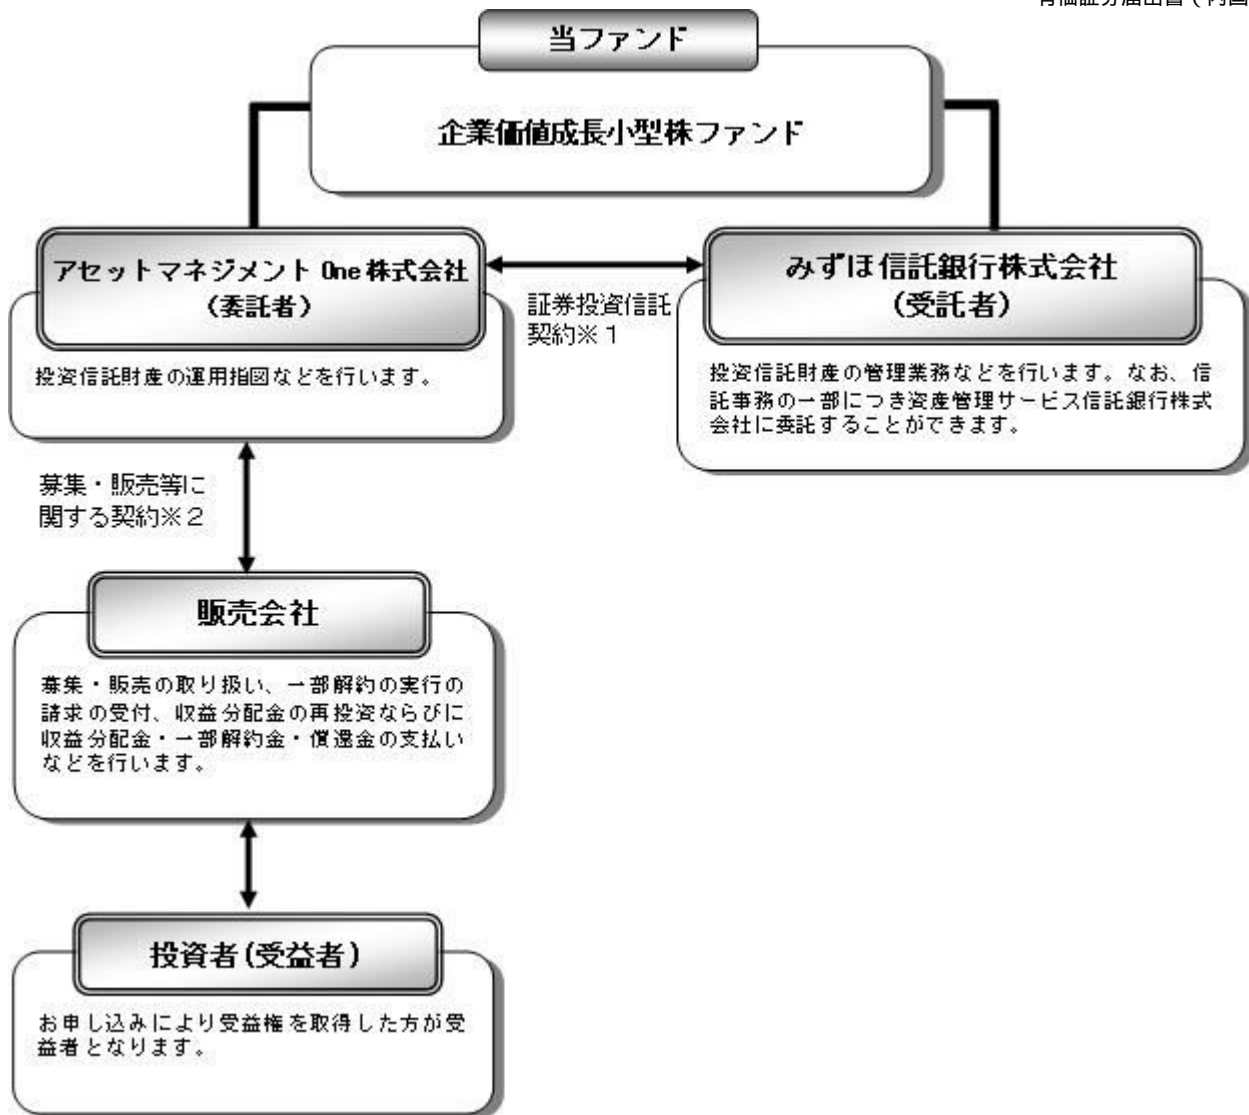 有価証券届出書（内国
当ファンド
企業価値成長小型株ファンド
アセットマネジメント One 株式会社
（委託者）
投資信託財産の運用指図などを行います。
証券投資信託
契約※１
みずほ信託銀行株式会社
（受託者）
投資信託財産の管理業務などを行います。なお、信
託事務の一部につき資産管理サービス信託銀行株式
会社に委託することができます。
募集・販売等に
関する契約※２
販売会社
募集・販売の取り扱い、一部解約の実行の
請求の受付、収益分配金の再投資ならびに
収益分配金・一部解約金・償還金の支払い
などを行います。
投資者（受益者）
お申し込みにより受益権を取得した方が受
益者となります。